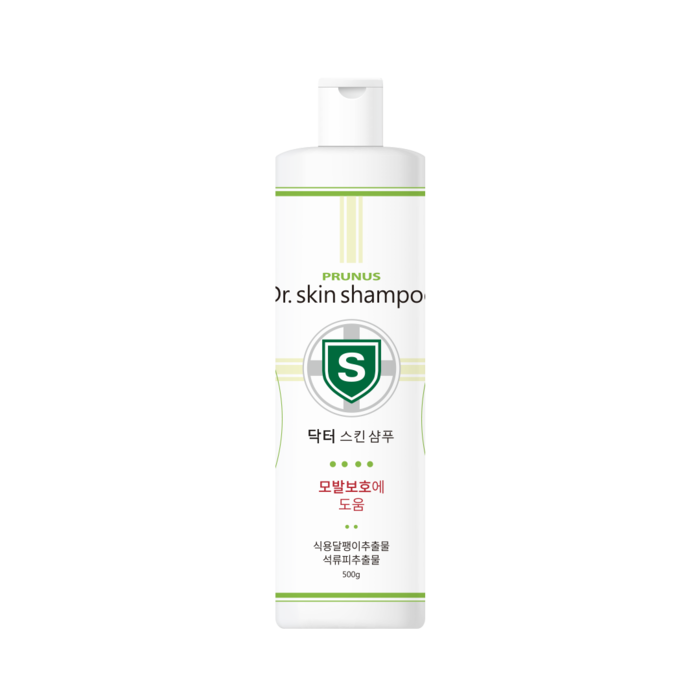 PRUNUS
Dr. skin shampoo
S
닥터 스킨 샴푸
모발보호에
도움
식용달팽이추출물
석류피추출물
500g